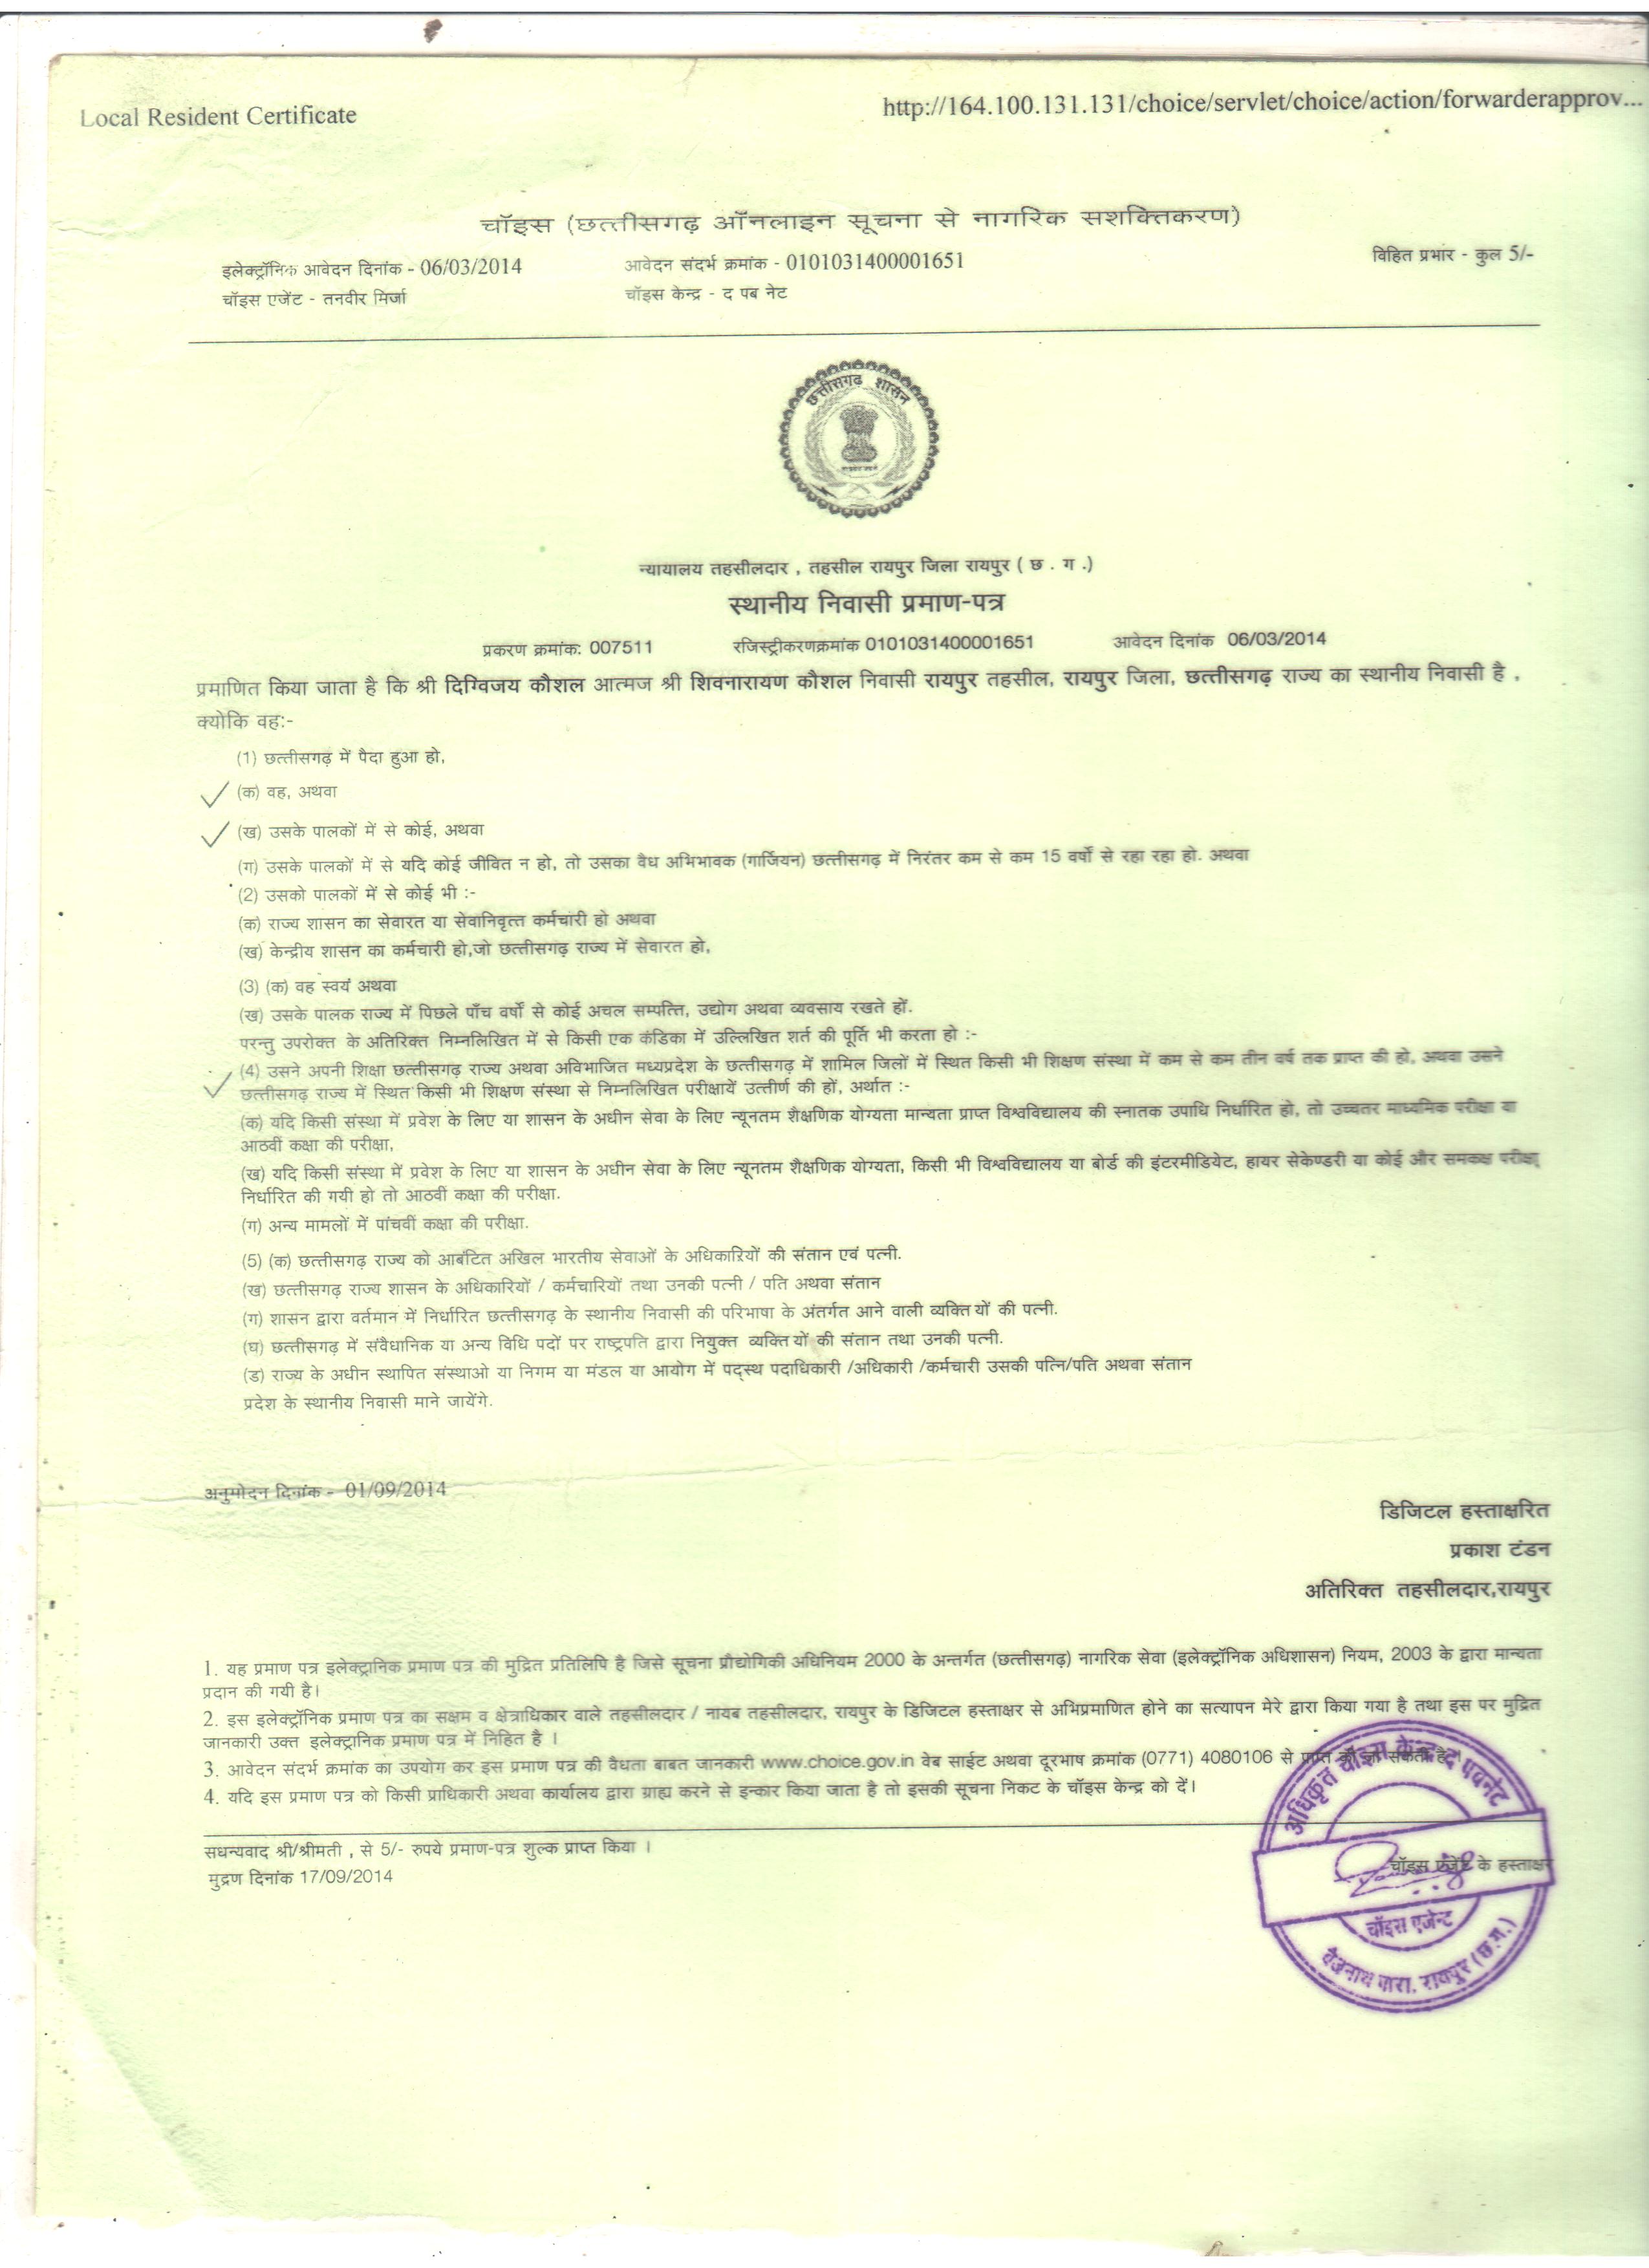 Local Resident Certificate
http://164.100.131.131/choice/servlet/choice/action/forwarderapprov...
चॉइस (छत्तीसगढ़ ऑनलाइन सूचना से नागरिक सशक्तिकरण)
इलेक्ट्रॉनिक आवेदन दिनांक - 06/03/2014
आवेदन संदर्भ क्रमांक - 0101031400001651
विहित प्रभार - कुल 5/-
चॉइस एजेंट - तनवीर मिर्जा
चॉइस केन्द्र - द पब नेट
छत्तीसगढ़ शासन
न्यायालय तहसीलदार , तहसील रायपुर जिला रायपुर ( छ . ग .)
स्थानीय निवासी प्रमाण-पत्र
प्रकरण क्रमांक: 007511
रजिस्ट्रीकरणक्रमांक 0101031400001651
आवेदन दिनांक 06/03/2014
प्रमाणित किया जाता है कि श्री दिग्विजय कौशल आत्मज श्री शिवनारायण कौशल निवासी रायपुर तहसील, रायपुर जिला, छत्तीसगढ़ राज्य का स्थानीय निवासी है .
क्योकि वह:-
(1) छत्तीसगढ़ में पैदा हुआ हो,
(क) वह, अथवा
(ख) उसके पालकों में से कोई, अथवा
(ग) उसके पालकों में से यदि कोई जीवित न हो, तो उसका वैध अभिभावक (गार्जियन) छत्तीसगढ़ में निरंतर कम से कम 15 वर्षों से रहा रहा हो. अथवा
(2) उसको पालकों में से कोई भी :-
(क) राज्य शासन का सेवारत या सेवानिवृत्त कर्मचारी हो अथवा
(ख) केन्द्रीय शासन का कर्मचारी हो,जो छत्तीसगढ़ राज्य में सेवारत हो,
(3) (क) वह स्वयं अथवा
(ख) उसके पालक राज्य में पिछले पाँच वर्षों से कोई अचल सम्पत्ति, उद्योग अथवा व्यवसाय रखते हों.
परन्तु उपरोक्त के अतिरिक्त निम्नलिखित में से किसी एक कंडिका में उल्लिखित शर्त की पूर्ति भी करता हो :-
(4) उसने अपनी शिक्षा छत्तीसगढ़ राज्य अथवा अविभाजित मध्यप्रदेश के छत्तीसगढ़ में शामिल जिलों में स्थित किसी भी शिक्षण संस्था में कम से कम तीन वर्ष तक प्राप्त की हो, अथवा उसने
छत्तीसगढ़ राज्य में स्थित किसी भी शिक्षण संस्था से निम्नलिखित परीक्षायें उत्तीर्ण की हों, अर्थात :-
(क) यदि किसी संस्था में प्रवेश के लिए या शासन के अधीन सेवा के लिए न्यूनतम शैक्षणिक योग्यता मान्यता प्राप्त विश्वविद्यालय की स्नातक उपाधि निर्धारित हो, तो उच्चतर माध्यमिक परीक्षा या
आठवीं कक्षा की परीक्षा,
(ख) यदि किसी संस्था में प्रवेश के लिए या शासन के अधीन सेवा के लिए न्यूनतम शैक्षणिक योग्यता, किसी भी विश्वविद्यालय या बोर्ड की इंटरमीडियेट, हायर सेकेण्डरी या कोई और समकक्ष परीक्षा
निर्धारित की गयी हो तो आठवीं कक्षा की परीक्षा.
(ग) अन्य मामलों में पांचवीं कक्षा की परीक्षा.
(5) (क) छत्तीसगढ़ राज्य को आबंटित अखिल भारतीय सेवाओं के अधिकारियों की संतान एवं पत्नी.
(ख) छत्तीसगढ़ राज्य शासन के अधिकारियों / कर्मचारियों तथा उनकी पत्नी / पति अथवा संतान
(ग) शासन द्वारा वर्तमान में निर्धारित छत्तीसगढ़ के स्थानीय निवासी की परिभाषा के अंतर्गत आने वाली व्यक्ति यों की पत्नी.
(घ) छत्तीसगढ़ में संवैधानिक या अन्य विधि पदों पर राष्ट्रपति द्वारा नियुक्त व्यक्ति यों की संतान तथा उनकी पत्नी.
(ड) राज्य के अधीन स्थापित संस्थाओ या निगम या मंडल या आयोग में पद्स्थ पदाधिकारी /अधिकारी /कर्मचारी उसकी पत्नि/पति अथवा संतान
प्रदेश के स्थानीय निवासी माने जायेंगे.
अनुमोदन दिनांक - 01/09/2014
डिजिटल हस्ताक्षरित
प्रकाश टंडन
अतिरिक्त तहसीलदार,रायपुर
1. यह प्रमाण पत्र इलेक्ट्रानिक प्रमाण पत्र की मुद्रित प्रतिलिपि है जिसे सूचना प्रौद्योगिकी अधिनियम 2000 के अन्तर्गत (छत्तीसगढ़) नागरिक सेवा (इलेक्ट्रॉनिक अधिशासन) नियम, 2003 के द्वारा मान्यता
प्रदान की गयी है।
2. इस इलेक्ट्रॉनिक प्रमाण पत्र का सक्षम व क्षेत्राधिकार वाले तहसीलदार / नायब तहसीलदार, रायपुर के डिजिटल हस्ताक्षर से अभिप्रमाणित होने का सत्यापन मेरे द्वारा किया गया है तथा इस पर मुद्रित
जानकारी उक्त इलेक्ट्रानिक प्रमाण पत्र में निहित है ।
3. आवेदन संदर्भ क्रमांक का उपयोग कर इस प्रमाण पत्र की वैधता बाबत जानकारी www.choice.gov.in वेब साईट अथवा दूरभाष क्रमांक (0771) 4080106 से प्राप्त की जा सकती है।
4. यदि इस प्रमाण पत्र को किसी प्राधिकारी अथवा कार्यालय द्वारा ग्राह्य करने से इन्कार किया जाता है तो इसकी सूचना निकट के चॉइस केन्द्र को दें।
सधन्यवाद श्री/श्रीमती , से 5/- रुपये प्रमाण-पत्र शुल्क प्राप्त किया ।
मुद्रण दिनांक 17/09/2014
अधिकृत चॉइस केन्द्र द पबनेट
चॉइस एजेंट के हस्ताक्षर
चॉइस एजेन्ट
बैजनाथ पारा, रायपुर (छ.ग.)